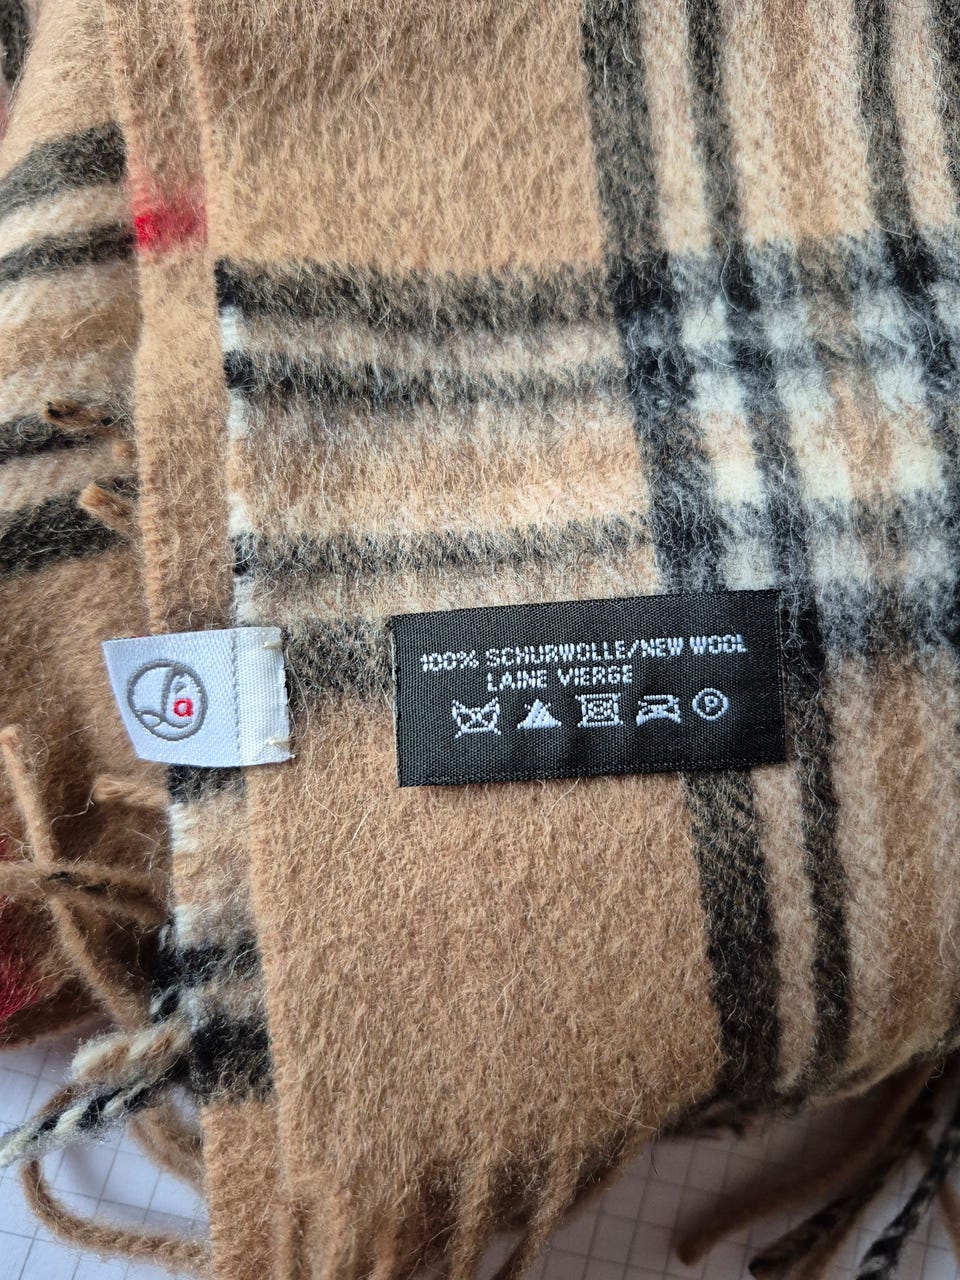 a
100% SCHURWOLLE/NEW WOOL
LAINE VIERGE
P